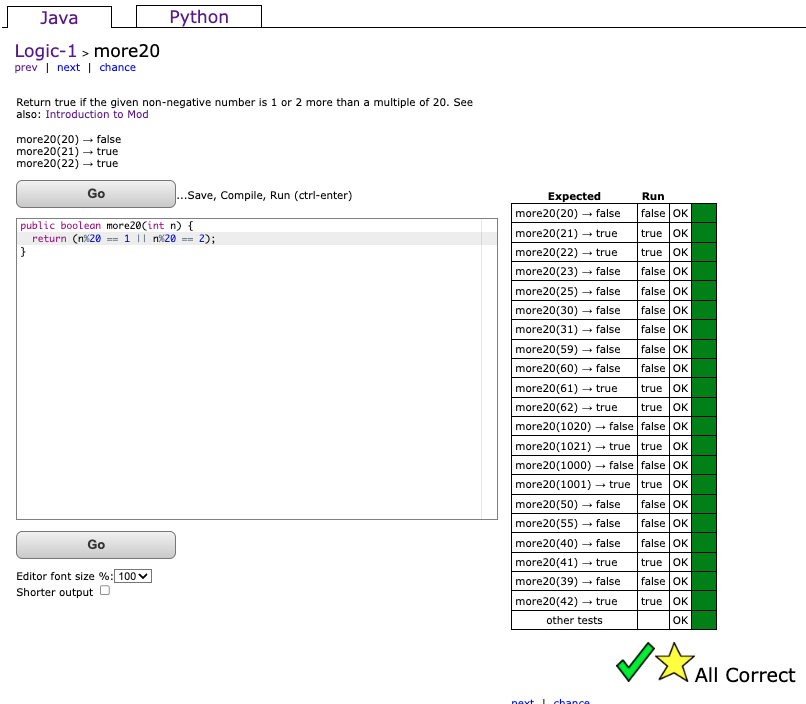 Java Python
Logic-1 > more20
prev | next | chance
Return true if the given non-negative number is 1 or 2 more than a multiple of 20. See
also: Introduction to Mod
more20(20) → false
more20(21) → true
more20(22) → true
Go ...Save, Compile, Run (ctrl-enter)
public boolean more20(int n) {
  return (n%20 == 1 || n%20 == 2);
}
Go
Editor font size %: 100
Shorter output
Expected Run
more20(20) → false false OK
more20(21) → true true OK
more20(22) → true true OK
more20(23) → false false OK
more20(25) → false false OK
more20(30) → false false OK
more20(31) → false false OK
more20(59) → false false OK
more20(60) → false false OK
more20(61) → true true OK
more20(62) → true true OK
more20(1020) → false false OK
more20(1021) → true true OK
more20(1000) → false false OK
more20(1001) → true true OK
more20(50) → false false OK
more20(55) → false false OK
more20(40) → false false OK
more20(41) → true true OK
more20(39) → false false OK
more20(42) → true true OK
other tests OK
All Correct
next | chance